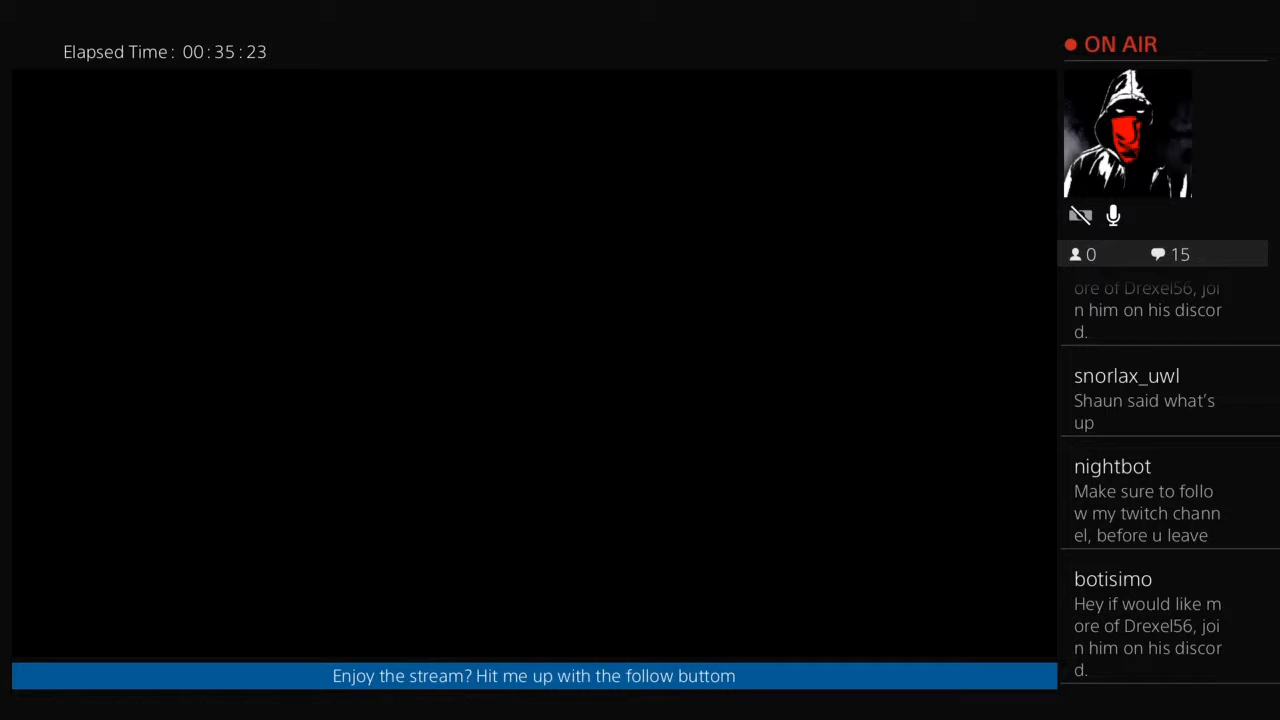 Elapsed Time: 00:35:23
ON AIR
0 15
ore of Drexel56, joi
n him on his discor
d.
snorlax_uwl
Shaun said what's
up
nightbot
Make sure to follo
w my twitch chann
el, before u leave
botisimo
Hey if would like m
ore of Drexel56, joi
n him on his discor
d.
Enjoy the stream? Hit me up with the follow buttom